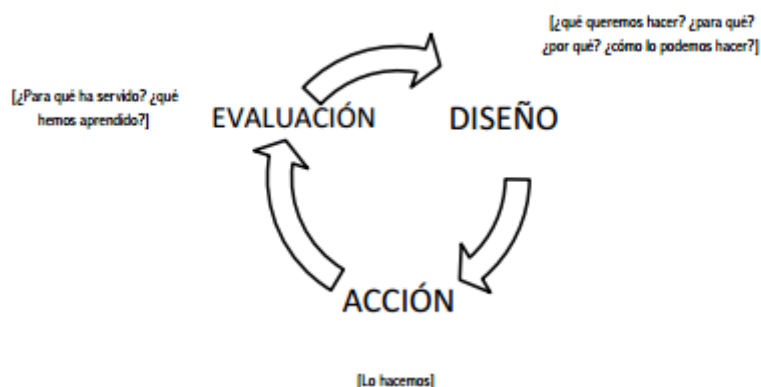 [¿qué queremos hacer? ¿para qué?
¿por qué? ¿cómo lo podemos hacer?]
[¿Para qué ha servido? ¿qué
hemos aprendido?]
EVALUACIÓN
DISEÑO
ACCIÓN
[Lo hacemos]